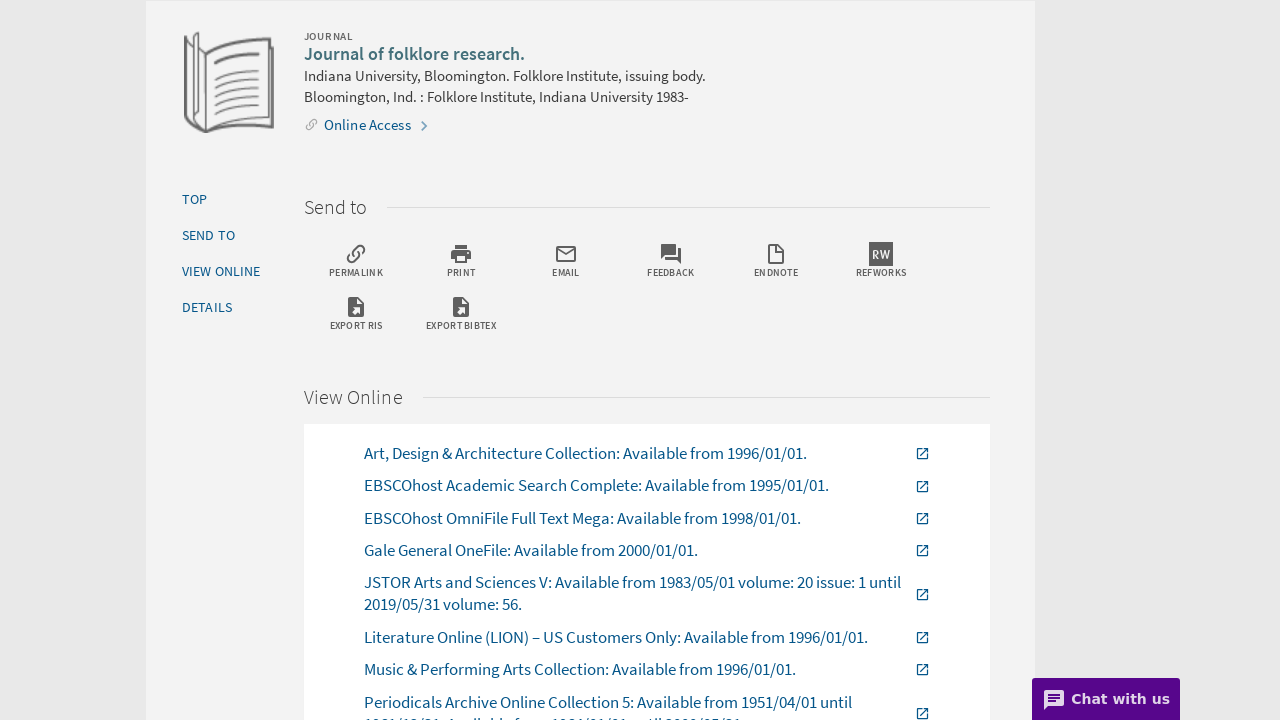 JOURNAL
Journal of folklore research.
Indiana University, Bloomington. Folklore Institute, issuing body.
Bloomington, Ind. : Folklore Institute, Indiana University 1983-
Online Access
TOP
SEND TO
VIEW ONLINE
DETAILS
Send to
PERMALINK
PRINT
EMAIL
FEEDBACK
ENDNOTE
RW
REFWORKS
EXPORT RIS
EXPORT BIBTEX
View Online
Art, Design & Architecture Collection: Available from 1996/01/01.
EBSCOhost Academic Search Complete: Available from 1995/01/01.
EBSCOhost OmniFile Full Text Mega: Available from 1998/01/01.
Gale General OneFile: Available from 2000/01/01.
JSTOR Arts and Sciences V: Available from 1983/05/01 volume: 20 issue: 1 until
2019/05/31 volume: 56.
Literature Online (LION) – US Customers Only: Available from 1996/01/01.
Music & Performing Arts Collection: Available from 1996/01/01.
Periodicals Archive Online Collection 5: Available from 1951/04/01 until
Chat with us